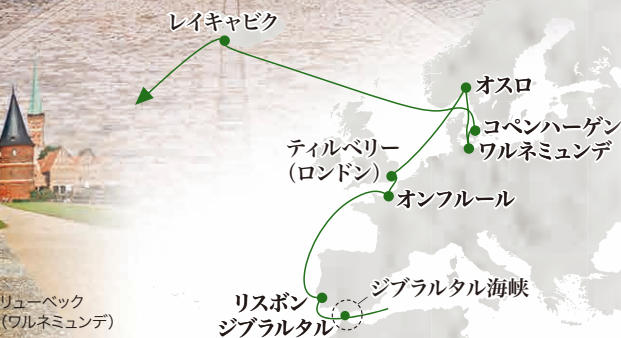 レイキャビク
オスロ
コペンハーゲン
ワルネミュンデ
ティルベリー
（ロンドン）
オンフルール
ジブラルタル海峡
リスボン
ジブラルタル
リューベック
（ワルネミュンデ）